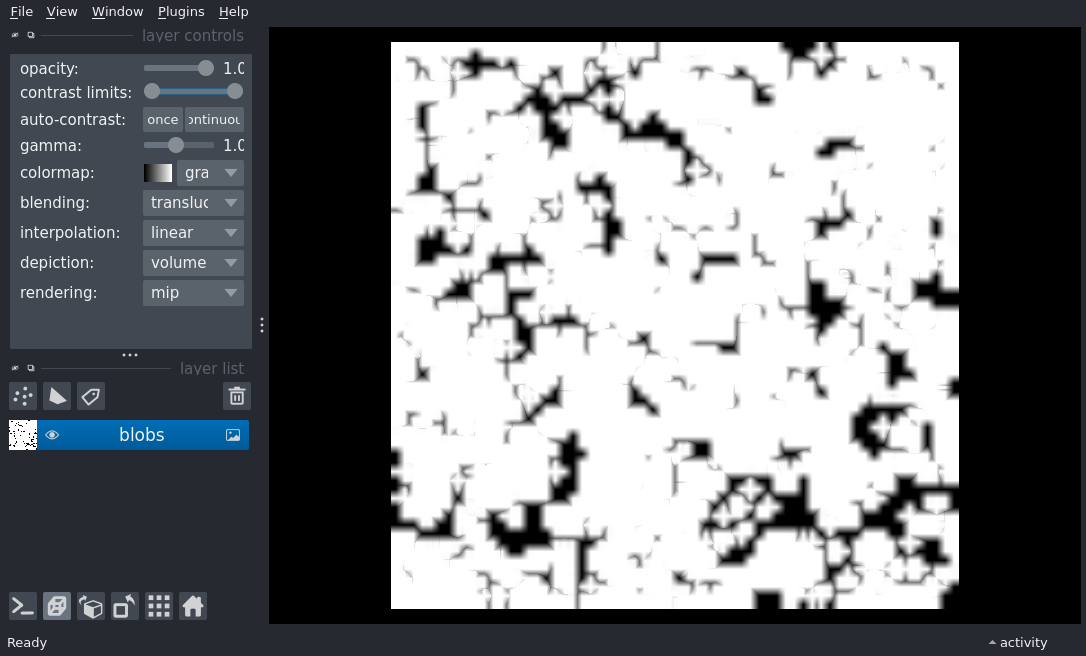 File View Window Plugins Help
layer controls
opacity: 1.0
contrast limits:
auto-contrast: once ontinuou
gamma: 1.0
colormap: gra
blending: transluc
interpolation: linear
depiction: volume
rendering: mip
layer list
blobs
Ready activity